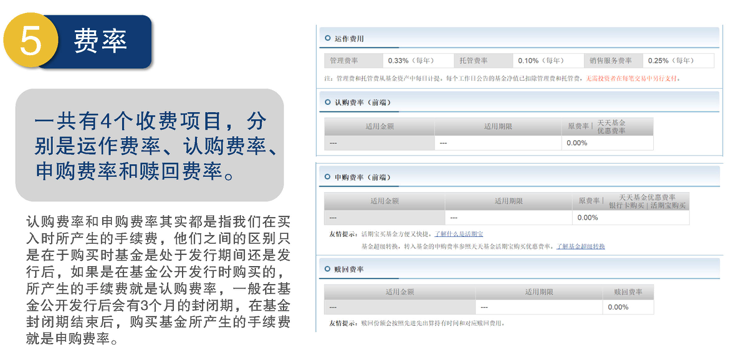 5
费率
一共有4个收费项目，分
别是运作费率、认购费率、
申购费率和赎回费率。
认购费率和申购费率其实都是指我们在买
入时所产生的手续费，他们之间的区别只
是在于购买时基金是处于发行期间还是发
行后，如果是在基金公开发行时购买的，
所产生的手续费就是认购费率，一般在基
金公开发行后会有3个月的封闭期，在基金
封闭期结束后，购买基金所产生的手续费
就是申购费率。
运作费用
管理费率 0.33%（每年） 托管费率 0.10%（每年） 销售服务费率 0.25%（每年）
注：管理费和托管费从基金资产中每日计提。每个工作日公告的基金净值已扣除管理费和托管费，无需投资者在每笔交易中另行支付。
认购费率（前端）
适用金额 适用期限 原费率 | 天天基金
优惠费率
--- --- 0.00%
申购费率（前端）
适用金额 适用期限 原费率 | 天天基金优惠费率
银行卡购买 | 活期宝购买
--- --- 0.00%
友情提示：活期宝买基金方便又快捷。了解什么是活期宝
基金超级转换，转入基金的申购费率参照天天基金活期宝购买优惠费率。了解基金超级转换
赎回费率
适用金额 适用期限 赎回费率
--- --- 0.00%
友情提示：赎回份额会按照先进先出算持有时间和对应赎回费用。